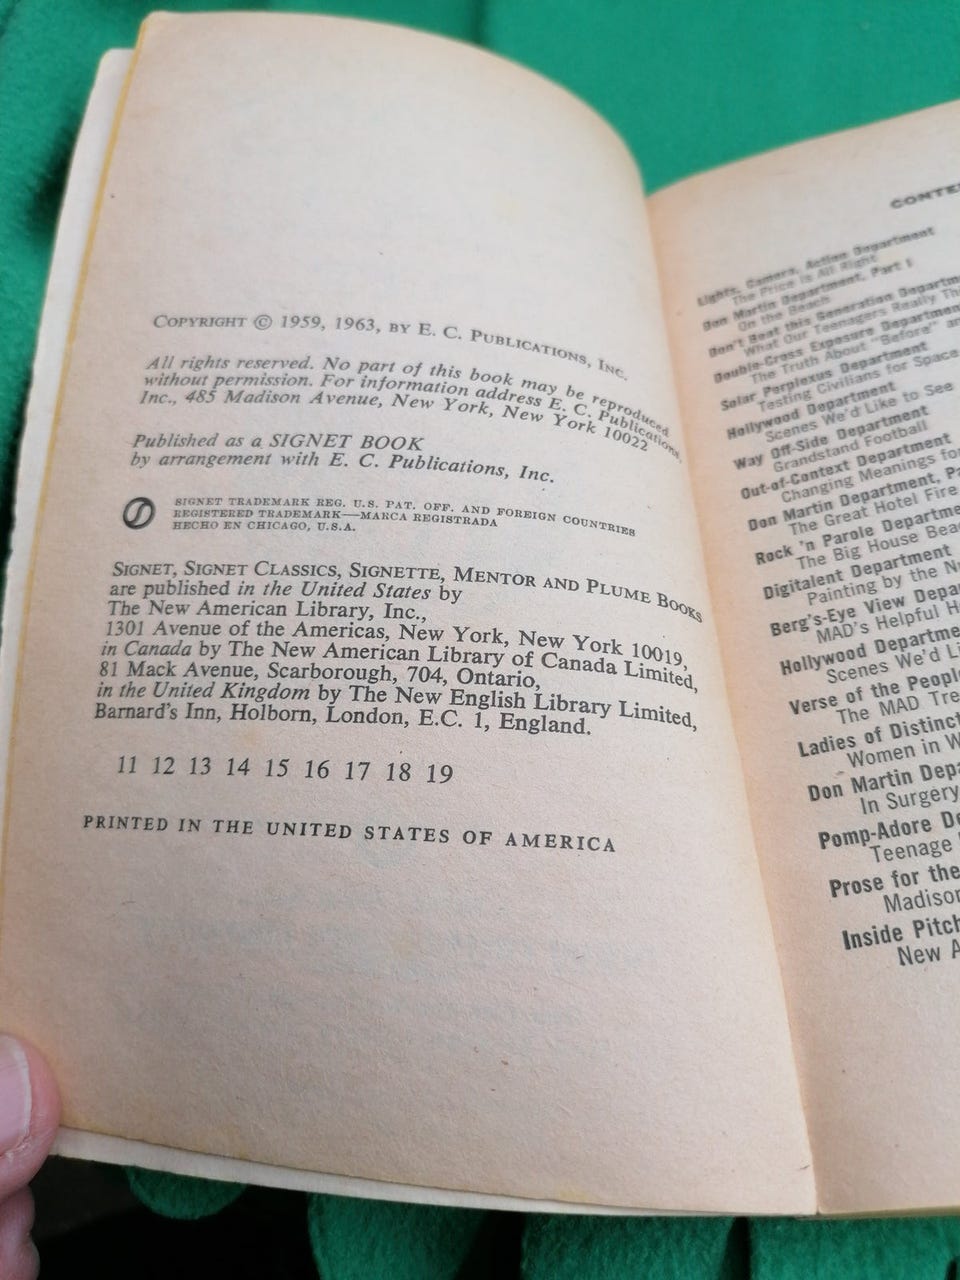 COPYRIGHT © 1959, 1963, BY E. C. PUBLICATIONS, INC.
All rights reserved. No part of this book may be reproduced
without permission. For information address E. C. Publications,
Inc., 485 Madison Avenue, New York, New York 10022
Published as a SIGNET BOOK
by arrangement with E. C. Publications, Inc.
SIGNET TRADEMARK REG. U.S. PAT. OFF. AND FOREIGN COUNTRIES
REGISTERED TRADEMARK—MARCA REGISTRADA
HECHO EN CHICAGO, U.S.A.
SIGNET, SIGNET CLASSICS, SIGNETTE, MENTOR AND PLUME BOOKS
are published in the United States by
The New American Library, Inc.,
1301 Avenue of the Americas, New York, New York 10019,
in Canada by The New American Library of Canada Limited,
81 Mack Avenue, Scarborough, 704, Ontario,
in the United Kingdom by The New English Library Limited,
Barnard's Inn, Holborn, London, E.C. 1, England.
11 12 13 14 15 16 17 18 19
PRINTED IN THE UNITED STATES OF AMERICA
Lights, Camera, Action Department
The Price is All Right
Don Martin Department, Part I
On the Beach
Don't Beat this Generation
What Our Teenagers Really
Double-Cross Exposure
The Truth About "Before"
Solar Perplexus Department
Testing Civilians for Space
Hollywood Department
Scenes We'd Like to See
Way Off-Side Department
Grandstand Football
Out-of-Context Department
Changing Meanings
Don Martin Department,
The Great Hotel Fire
Rock 'n Parole
The Big House
Digitalent Department
Painting by the
Berg's-Eye View
MAD's Helpful
Hollywood
Scenes We'd
Verse of the
The MAD
Ladies of
Women in
Don Martin
In Surgery
Pomp-Adore
Teenage
Prose for the
Inside
New